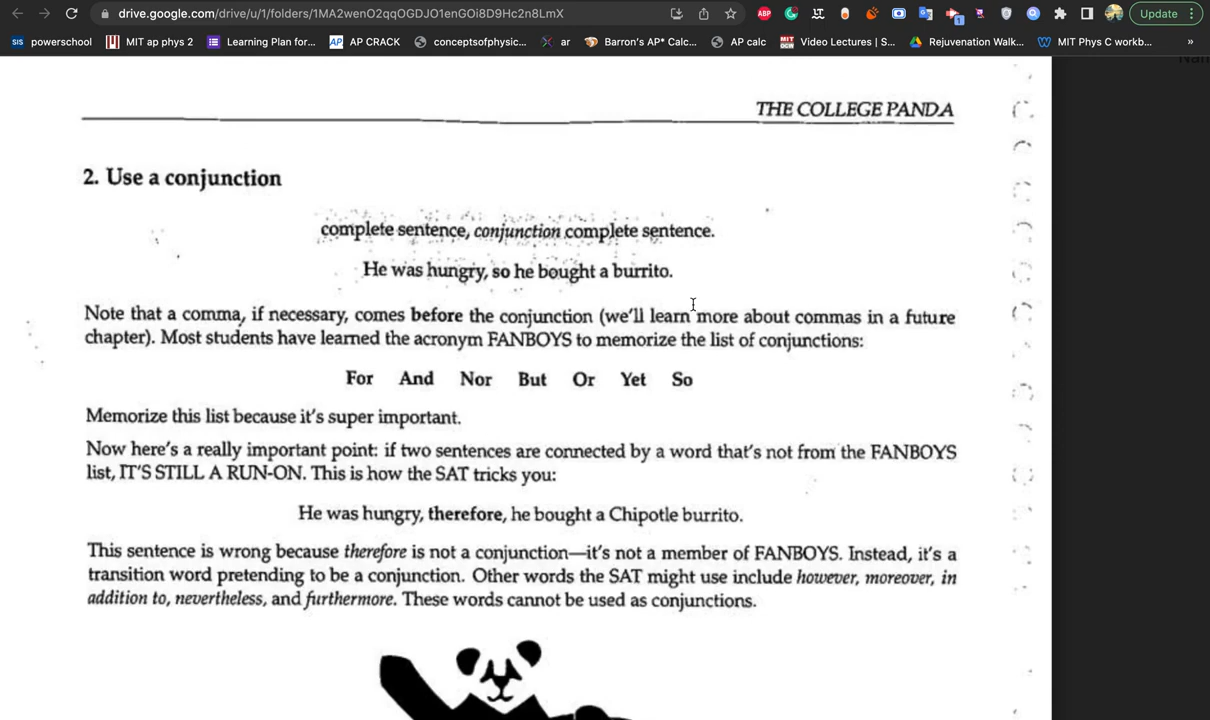 drive.google.com/drive/u/1/folders/1MA2wenO2qqOGDJO1enGOi8D9Hc2n8LmX
Update
SIS powerschool MIT ap phys 2 Learning Plan for... AP AP CRACK conceptsofphysic... ar Barron's AP* Calc... AP calc MIT OCW Video Lectures | S... Rejuvenation Walk... MIT Phys C workb... »
THE COLLEGE PANDA
2. Use a conjunction
complete sentence, conjunction complete sentence.
He was hungry, so he bought a burrito.
Note that a comma, if necessary, comes before the conjunction (we'll learn more about commas in a future
chapter). Most students have learned the acronym FANBOYS to memorize the list of conjunctions:
For And Nor But Or Yet So
Memorize this list because it's super important.
Now here's a really important point: if two sentences are connected by a word that's not from the FANBOYS
list, IT'S STILL A RUN-ON. This is how the SAT tricks you:
He was hungry, therefore, he bought a Chipotle burrito.
This sentence is wrong because therefore is not a conjunction—it's not a member of FANBOYS. Instead, it's a
transition word pretending to be a conjunction. Other words the SAT might use include however, moreover, in
addition to, nevertheless, and furthermore. These words cannot be used as conjunctions.